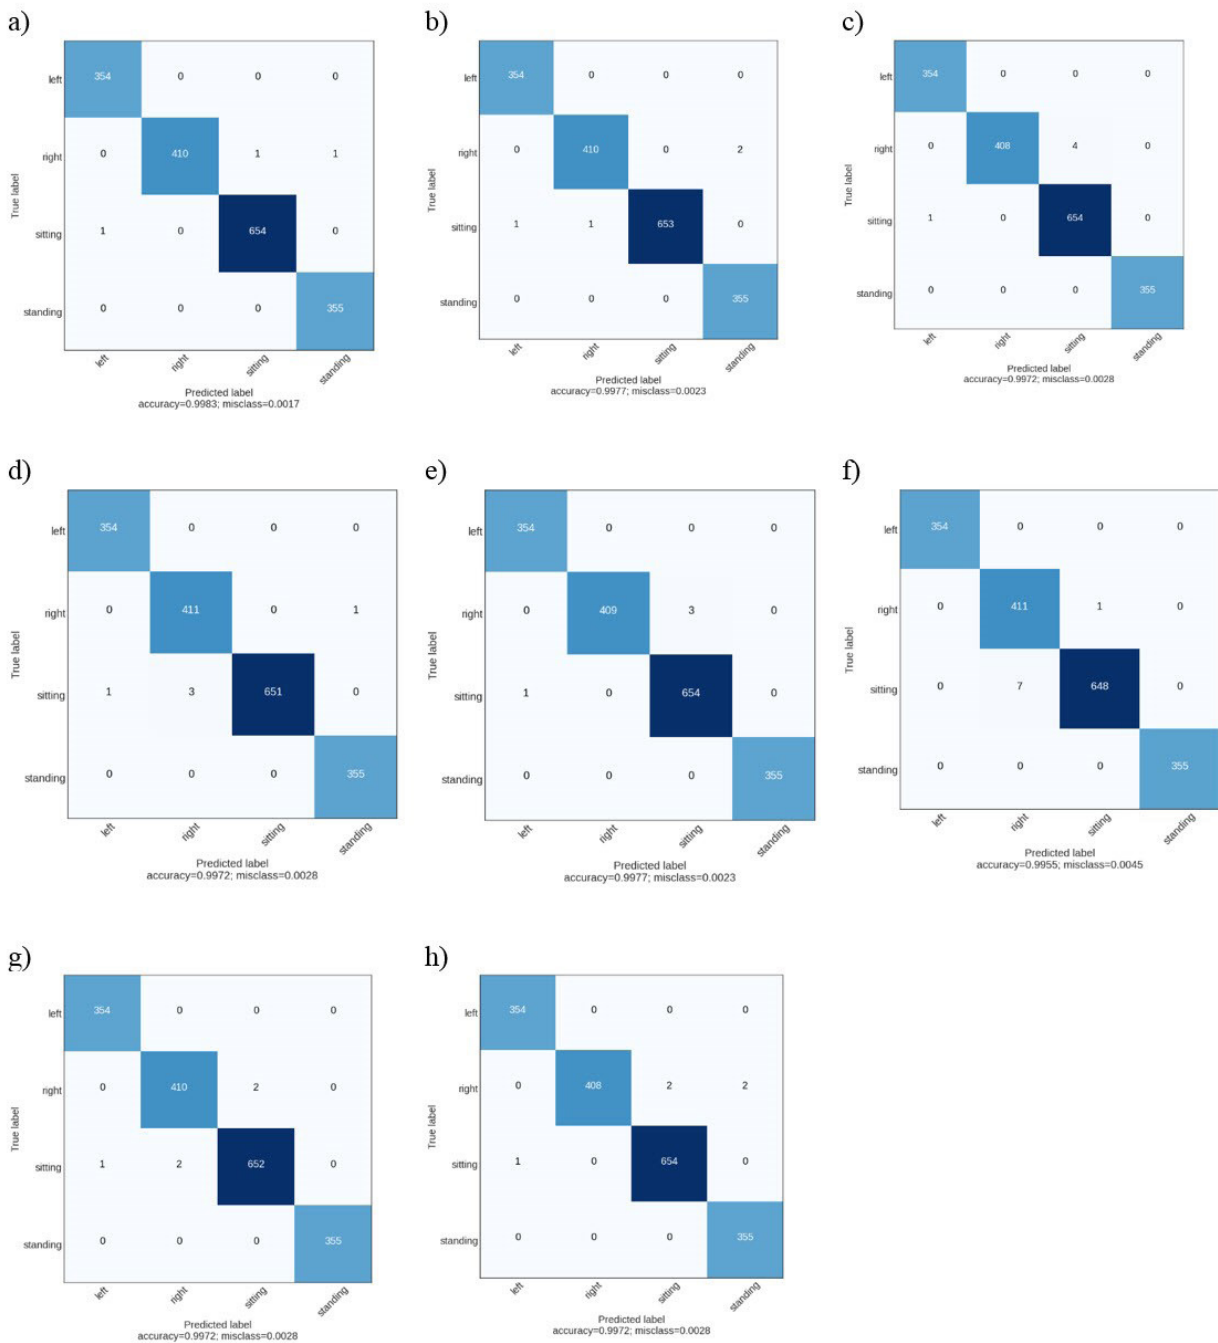 a)
b)
c)
left 354 0 0 0
right 0 410 1 1
sitting 1 0 654 0
standing 0 0 0 355
left right sitting standing
True label
Predicted label
accuracy=0.9983; misclass=0.0017
left 354 0 0 0
right 0 410 0 2
sitting 1 1 653 0
standing 0 0 0 355
left right sitting standing
True label
Predicted label
accuracy=0.9977; misclass=0.0023
left 354 0 0 0
right 0 408 4 0
sitting 1 0 654 0
standing 0 0 0 355
left right sitting standing
True label
Predicted label
accuracy=0.9972; misclass=0.0028
d)
e)
f)
left 354 0 0 0
right 0 411 0 1
sitting 1 3 651 0
standing 0 0 0 355
left right sitting standing
True label
Predicted label
accuracy=0.9972; misclass=0.0028
left 354 0 0 0
right 0 409 3 0
sitting 1 0 654 0
standing 0 0 0 355
left right sitting standing
True label
Predicted label
accuracy=0.9977; misclass=0.0023
left 354 0 0 0
right 0 411 1 0
sitting 0 7 648 0
standing 0 0 0 355
left right sitting standing
True label
Predicted label
accuracy=0.9955; misclass=0.0045
g)
h)
left 354 0 0 0
right 0 410 2 0
sitting 1 2 652 0
standing 0 0 0 355
left right sitting standing
True label
Predicted label
accuracy=0.9972; misclass=0.0028
left 354 0 0 0
right 0 408 2 2
sitting 1 0 654 0
standing 0 0 0 355
left right sitting standing
True label
Predicted label
accuracy=0.9972; misclass=0.0028